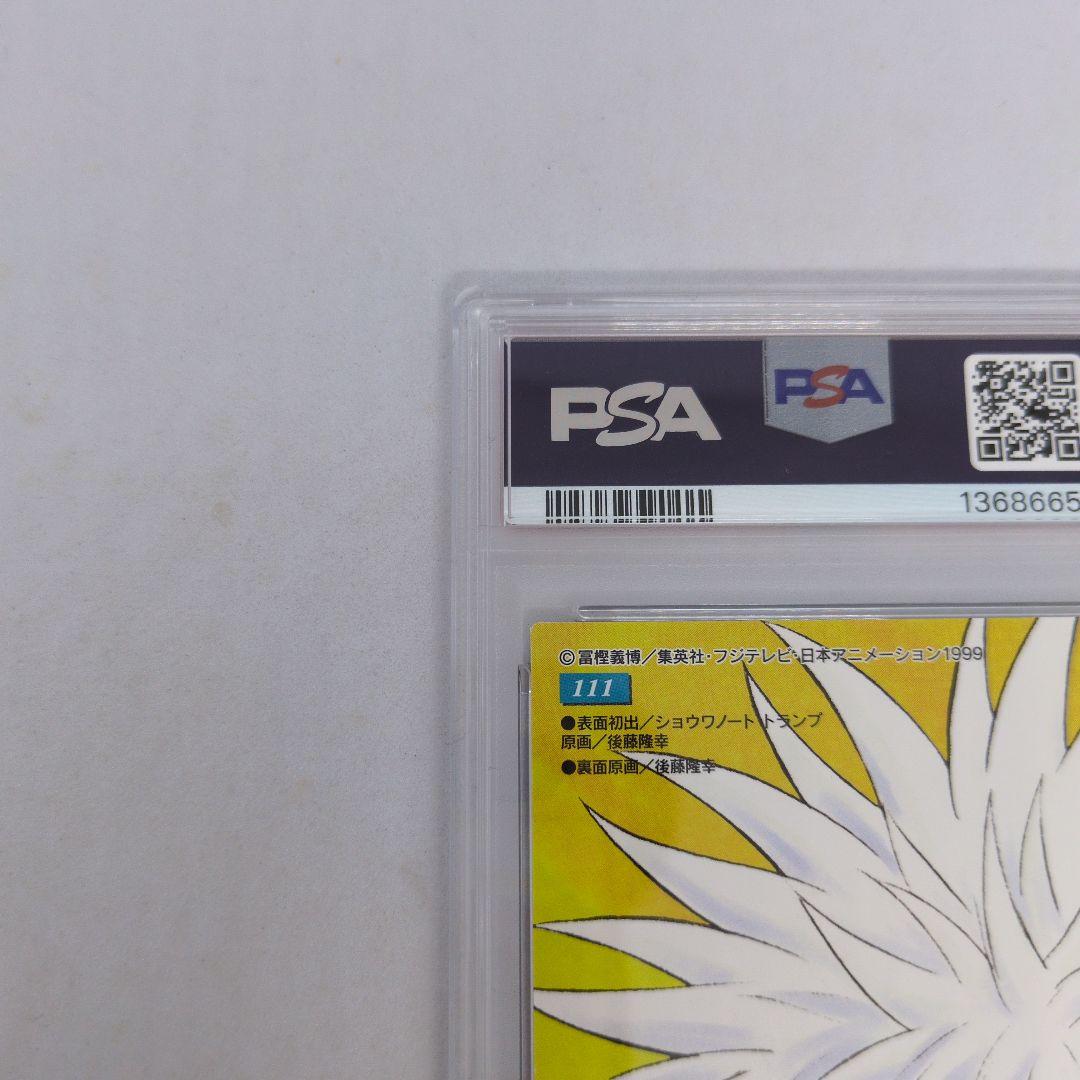 PSA
PSA
1368665
©冨樫義博／集英社・フジテレビ・日本アニメーション1999
111
●表面初出／ショウワノート トランプ
原画／後藤隆幸
●裏面原画／後藤隆幸